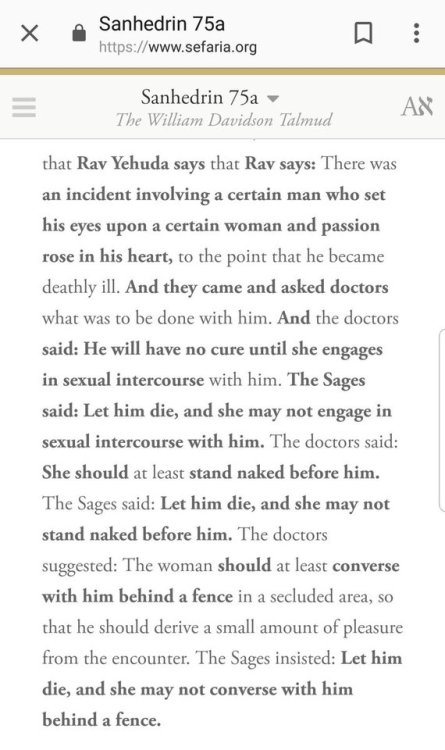 Sanhedrin 75a
https://www.sefaria.org
Sanhedrin 75a
The William Davidson Talmud
Aא
that Rav Yehuda says that Rav says: There was
an incident involving a certain man who set
his eyes upon a certain woman and passion
rose in his heart, to the point that he became
deathly ill. And they came and asked doctors
what was to be done with him. And the doctors
said: He will have no cure until she engages
in sexual intercourse with him. The Sages
said: Let him die, and she may not engage in
sexual intercourse with him. The doctors said:
She should at least stand naked before him.
The Sages said: Let him die, and she may not
stand naked before him. The doctors
suggested: The woman should at least converse
with him behind a fence in a secluded area, so
that he should derive a small amount of pleasure
from the encounter. The Sages insisted: Let him
die, and she may not converse with him
behind a fence.